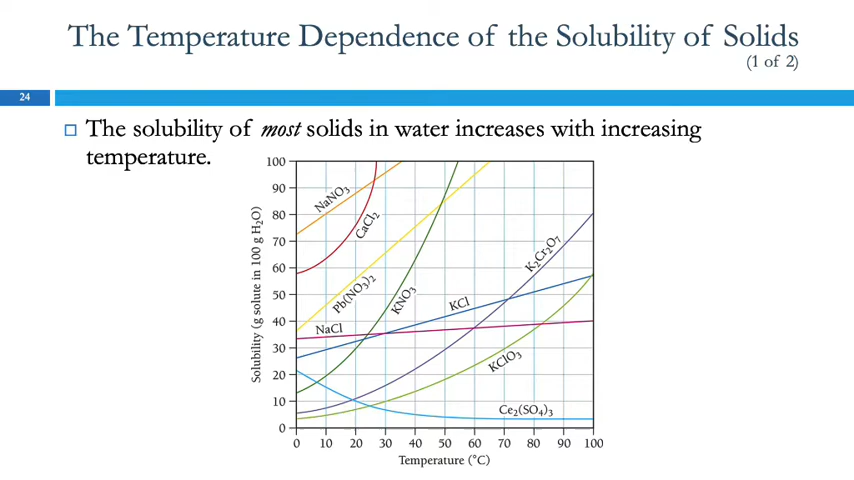 The Temperature Dependence of the Solubility of Solids
(1 of 2)
24
The solubility of most solids in water increases with increasing
temperature.
Solubility (g solute in 100 g H₂O)
100
90
80
70
60
50
40
30
20
10
0
NaNO₃
CaCl₂
Pb(NO₃)₂
KNO₃
KCl
K₂Cr₂O₇
NaCl
KClO₃
Ce₂(SO₄)₃
0 10 20 30 40 50 60 70 80 90 100
Temperature (°C)